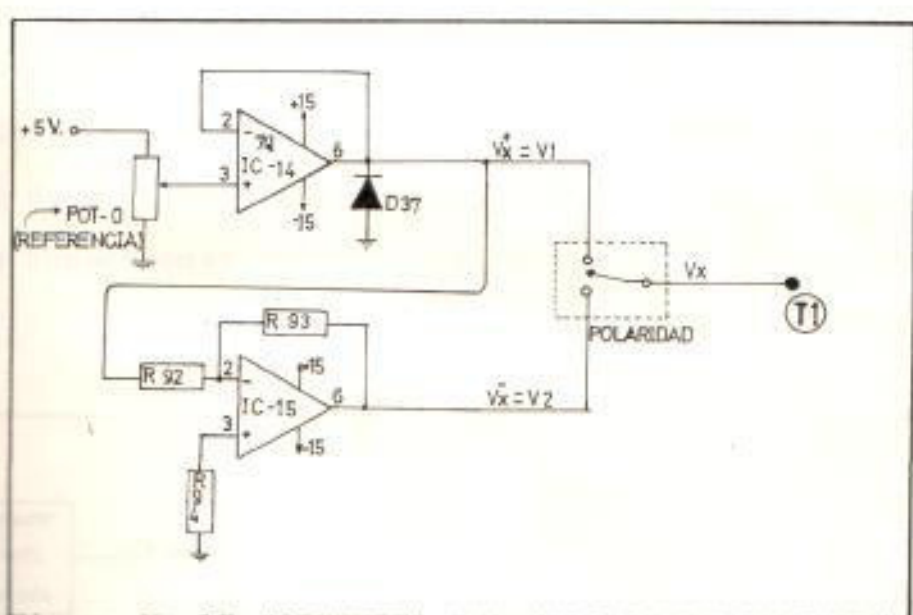 +5V.
POT-0
(REFERENCIA)
2
3
-
+
IC-14
+15
-15
6
D37
Vx⁺ = V1
Vx
T1
POLARIDAD
R 92
R 93
2
3
-
+
IC-15
-15
-15
6
Vx⁻ = V2